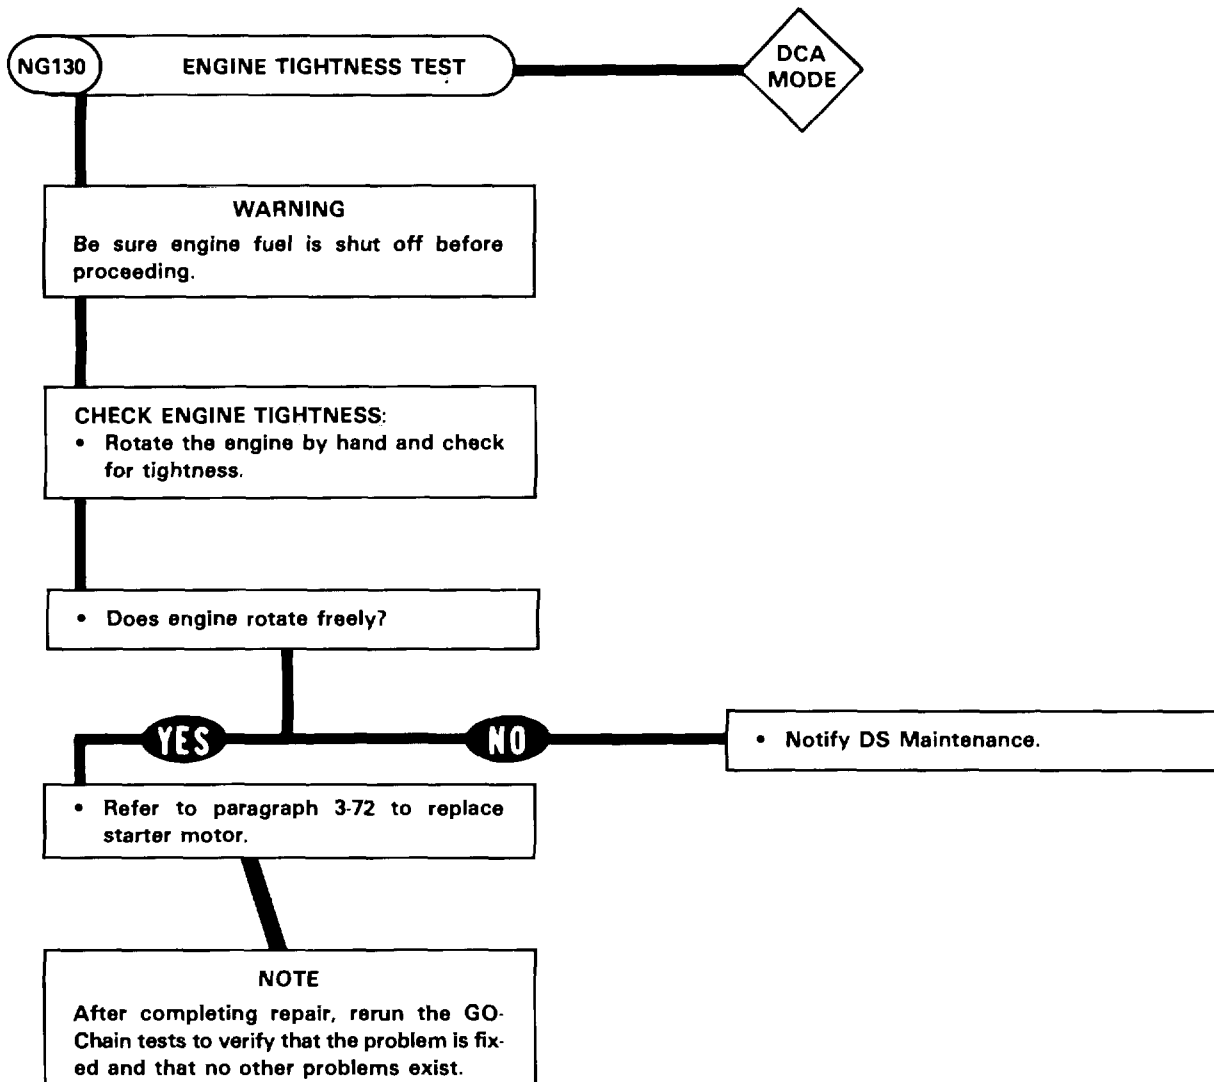 NG130
ENGINE TIGHTNESS TEST
DCA
MODE
WARNING
Be sure engine fuel is shut off before
proceeding.
CHECK ENGINE TIGHTNESS:
• Rotate the engine by hand and check
for tightness.
• Does engine rotate freely?
YES
NO
• Notify DS Maintenance.
• Refer to paragraph 3-72 to replace
starter motor.
NOTE
After completing repair, rerun the GO-
Chain tests to verify that the problem is fix-
ed and that no other problems exist.